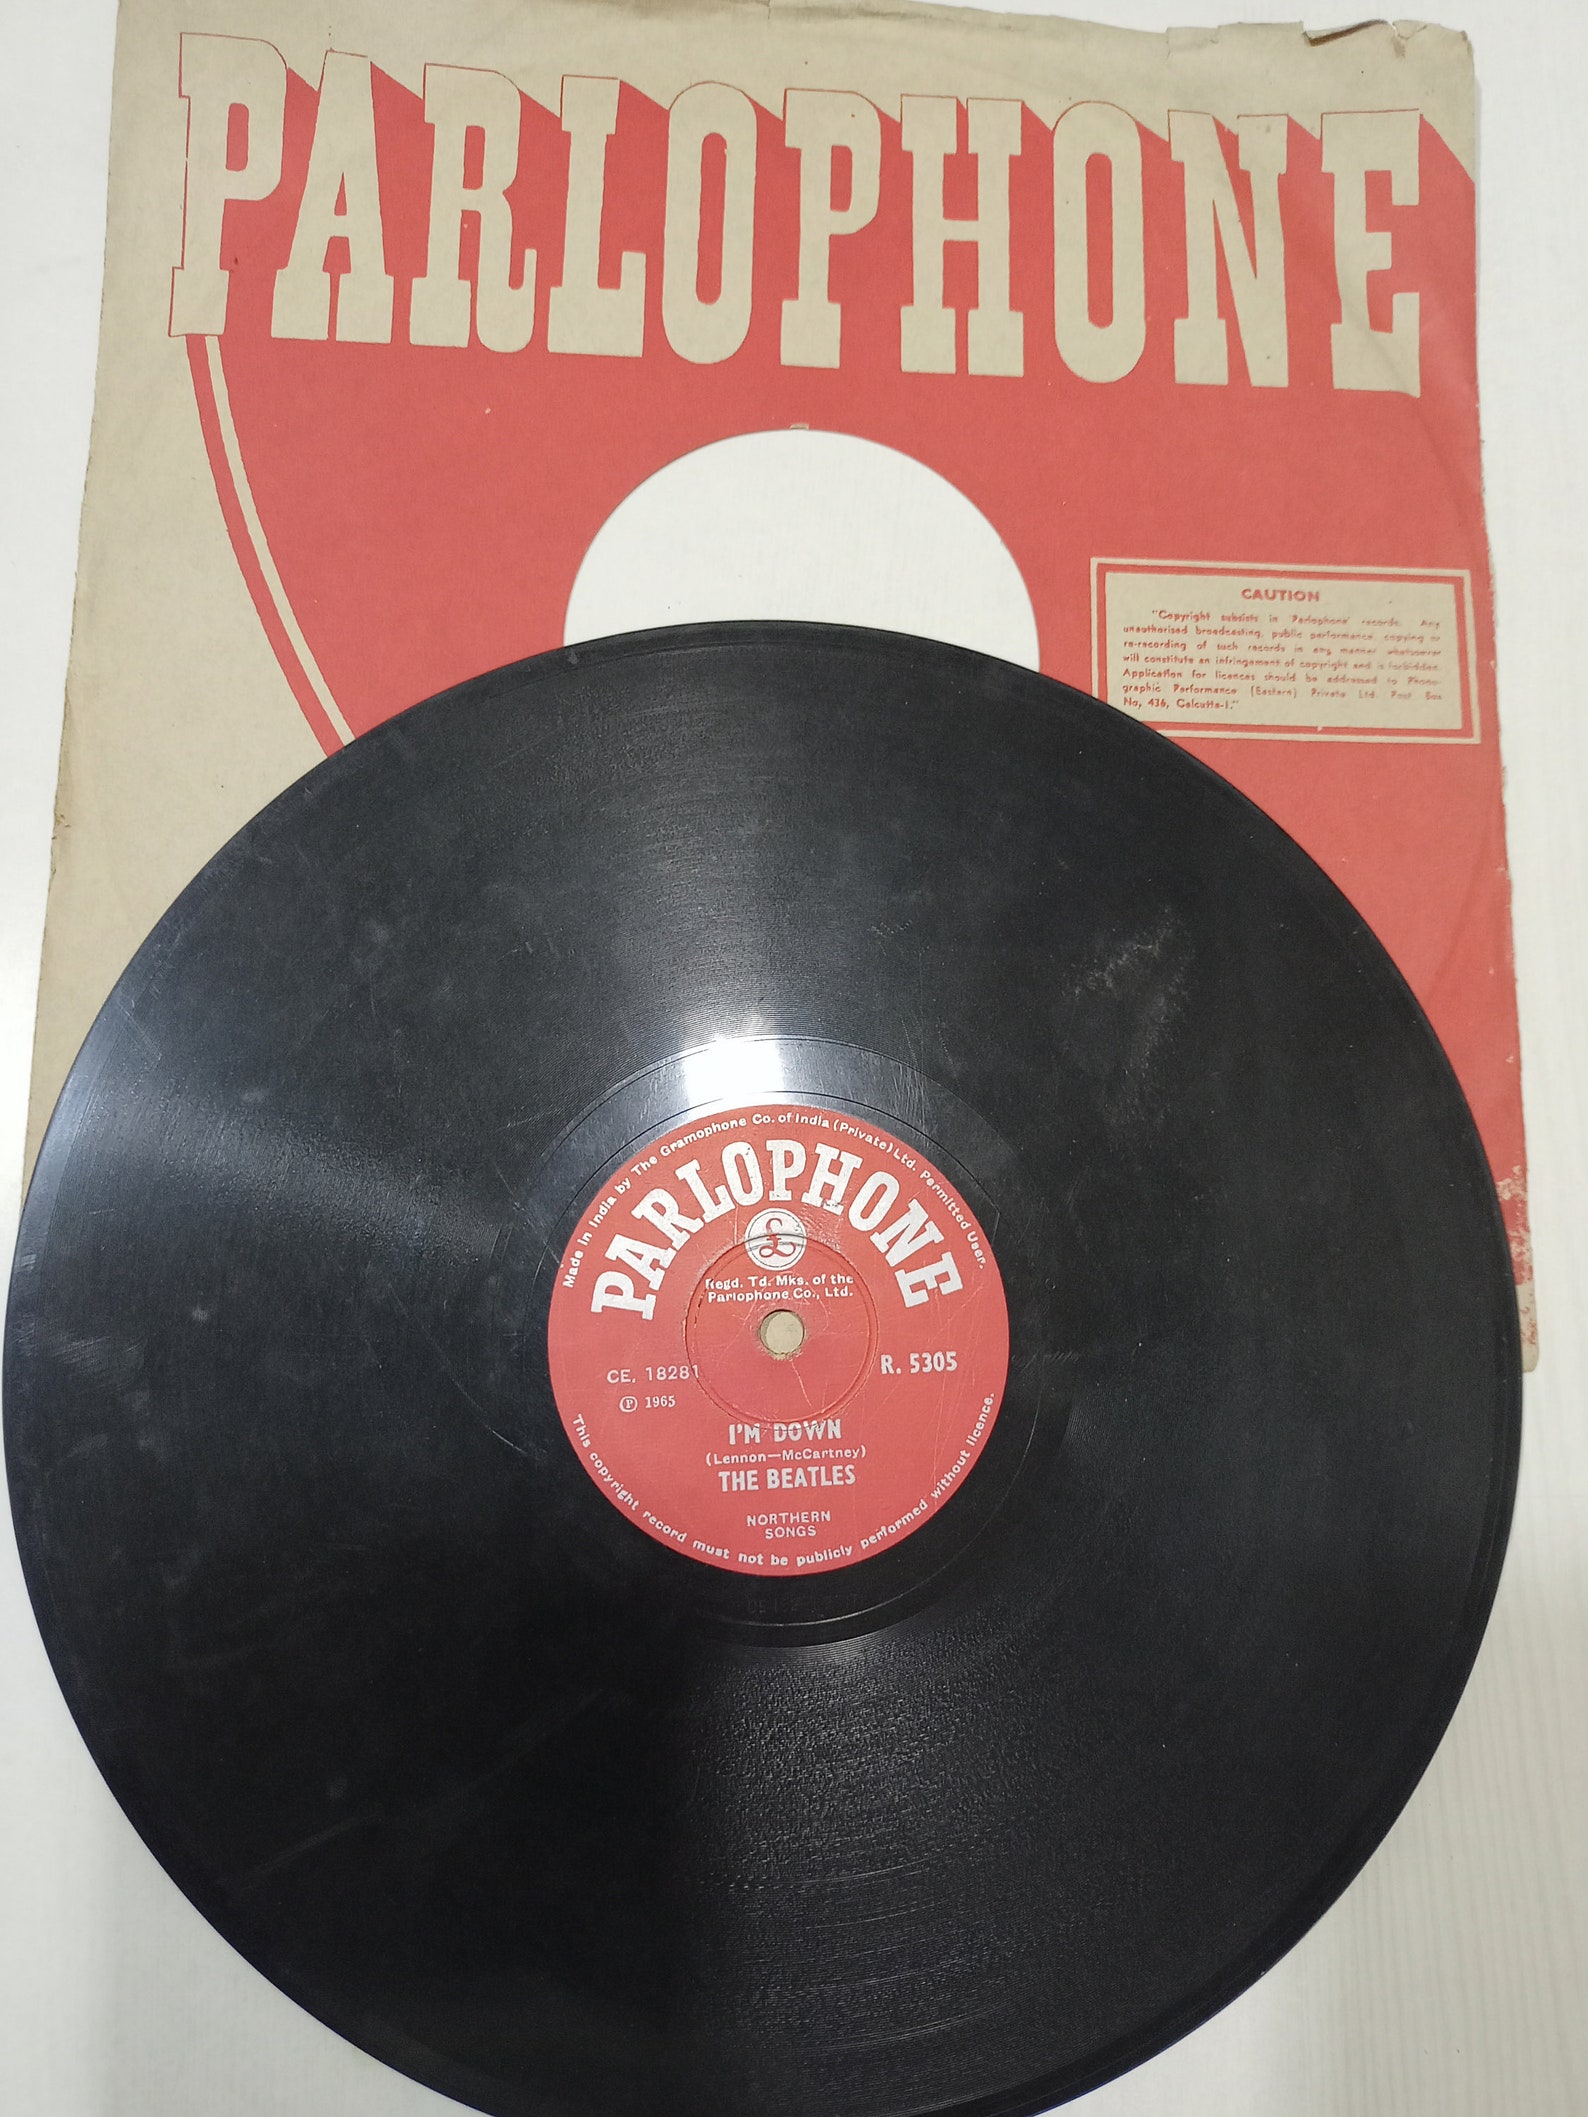 PARLOPHONE
CAUTION
"Copyright subsists in 'Parlophone' records. Any
unauthorised broadcasting, public performance, copying or
re-recording of such records in any manner whatsoever
will constitute an infringement of copyright and is forbidden.
Application for licences should be addressed to Phono-
graphic Performance (Eastern) Private Ltd. Post Box
No, 436, Calcutta-1."
Made in India by The Gramophone Co. of India (Private) Ltd. Permitted User.
PARLOPHONE
£
Regd. Td. Mks. of the
Parlophone Co., Ltd.
CE. 18281
R. 5305
℗ 1965
I'M DOWN
(Lennon—McCartney)
THE BEATLES
NORTHERN
SONGS
This copyright record must not be publicly performed without licence.